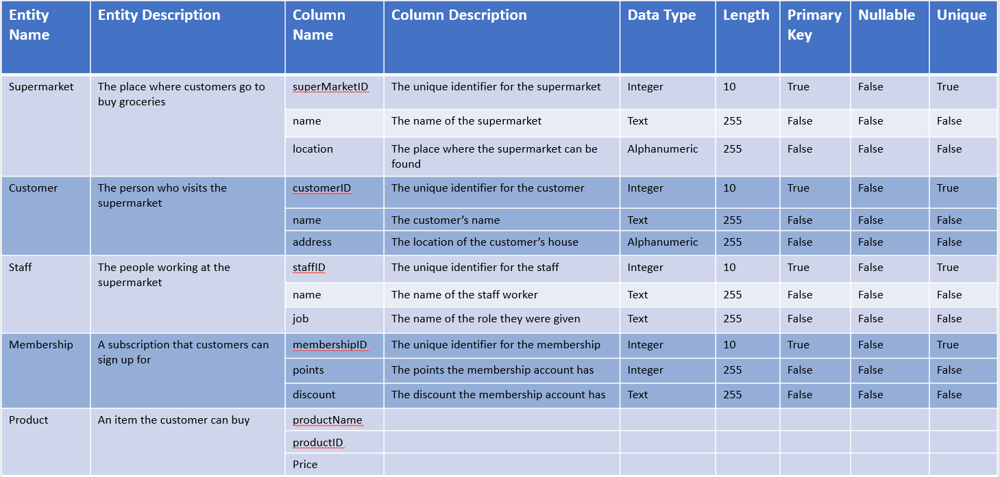 Entity Name Entity Description Column Name Column Description Data Type Length Primary Key Nullable Unique
Supermarket The place where customers go to buy groceries superMarketID The unique identifier for the supermarket Integer 10 True False True
name The name of the supermarket Text 255 False False False
location The place where the supermarket can be found Alphanumeric 255 False False False
Customer The person who visits the supermarket customerID The unique identifier for the customer Integer 10 True False True
name The customer’s name Text 255 False False False
address The location of the customer’s house Alphanumeric 255 False False False
Staff The people working at the supermarket staffID The unique identifier for the staff Integer 10 True False True
name The name of the staff worker Text 255 False False False
job The name of the role they were given Text 255 False False False
Membership A subscription that customers can sign up for membershipID The unique identifier for the membership Integer 10 True False True
points The points the membership account has Integer 255 False False False
discount The discount the membership account has Text 255 False False False
Product An item the customer can buy productName
productID
Price